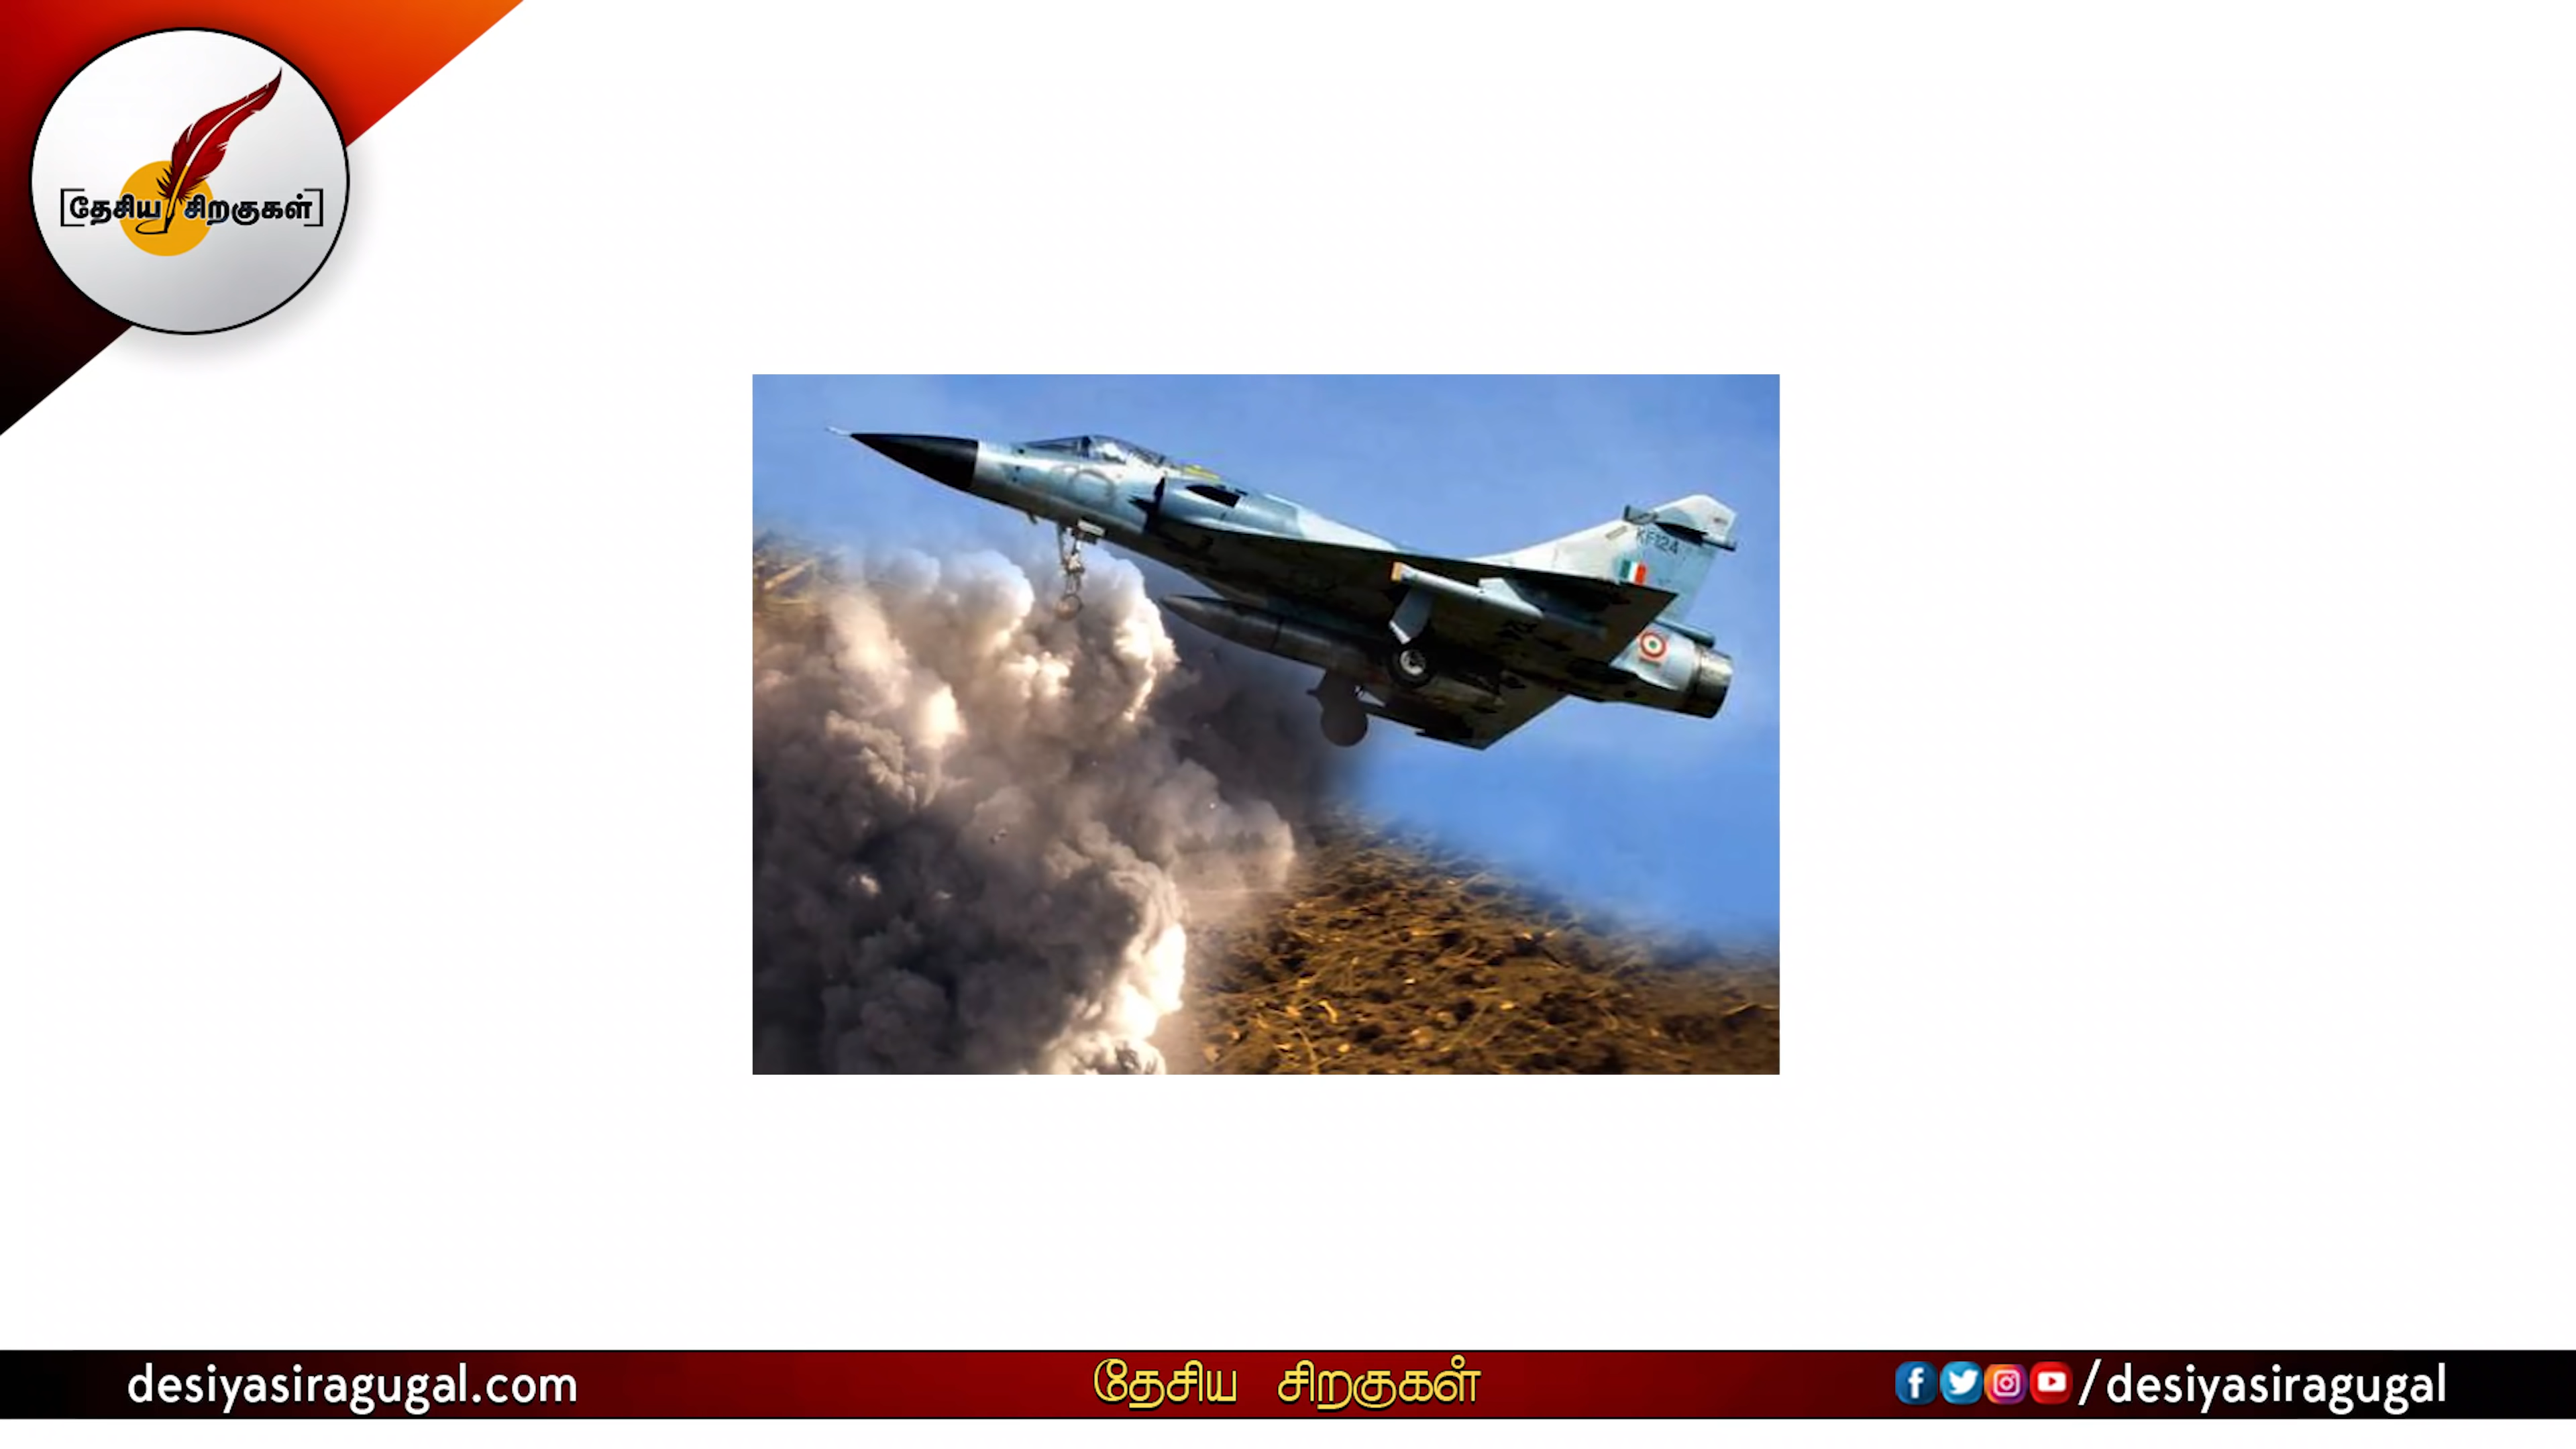 [தேசிய சிறகுகள்]
KF124
desiyasiragugal.com
தேசிய சிறகுகள்
/desiyasiragugal